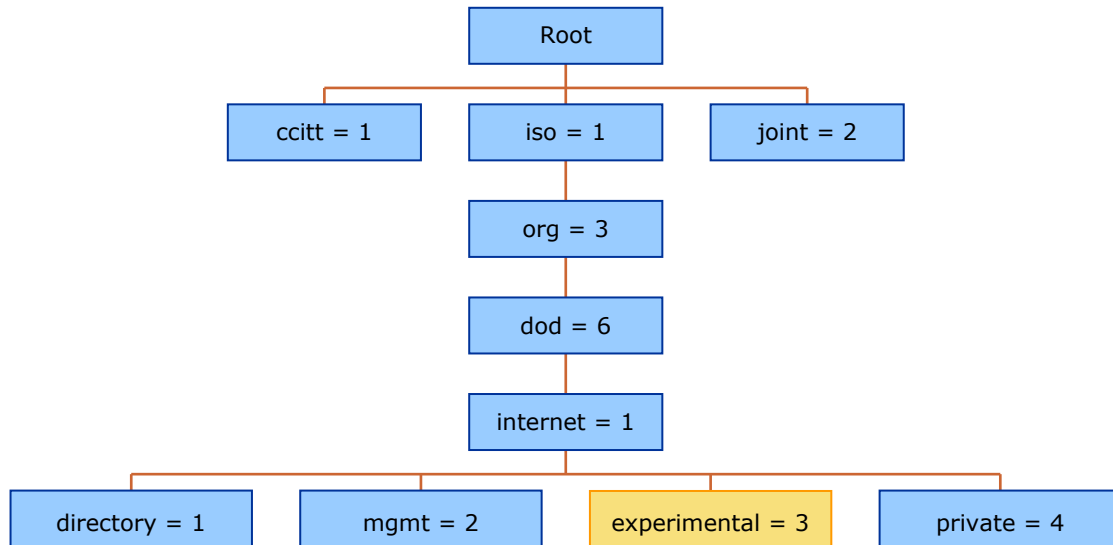 Root
ccitt = 1
iso = 1
joint = 2
org = 3
dod = 6
internet = 1
directory = 1
mgmt = 2
experimental = 3
private = 4